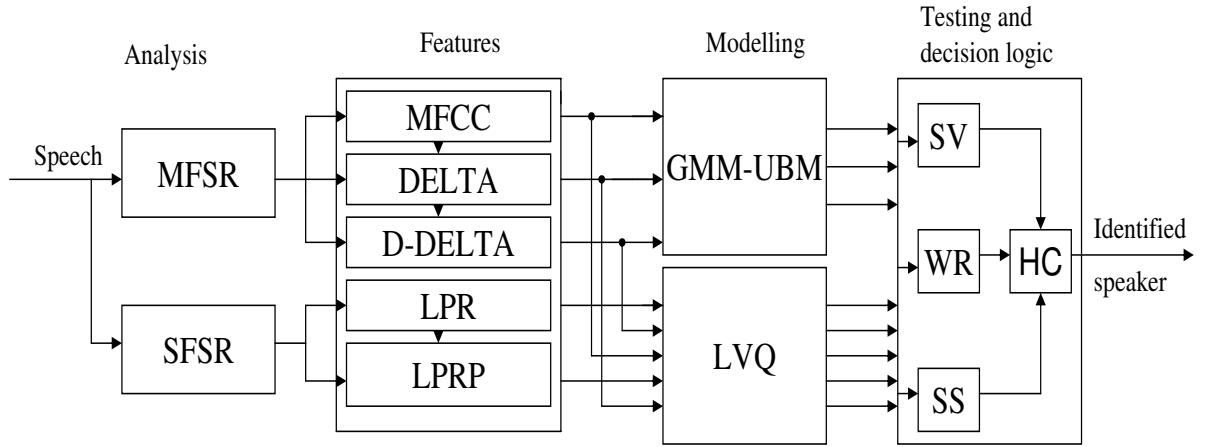 Analysis
Features
Modelling
Testing and
decision logic
Speech
MFSR
SFSR
MFCC
DELTA
D-DELTA
LPR
LPRP
GMM-UBM
LVQ
SV
WR
SS
HC
Identified
speaker